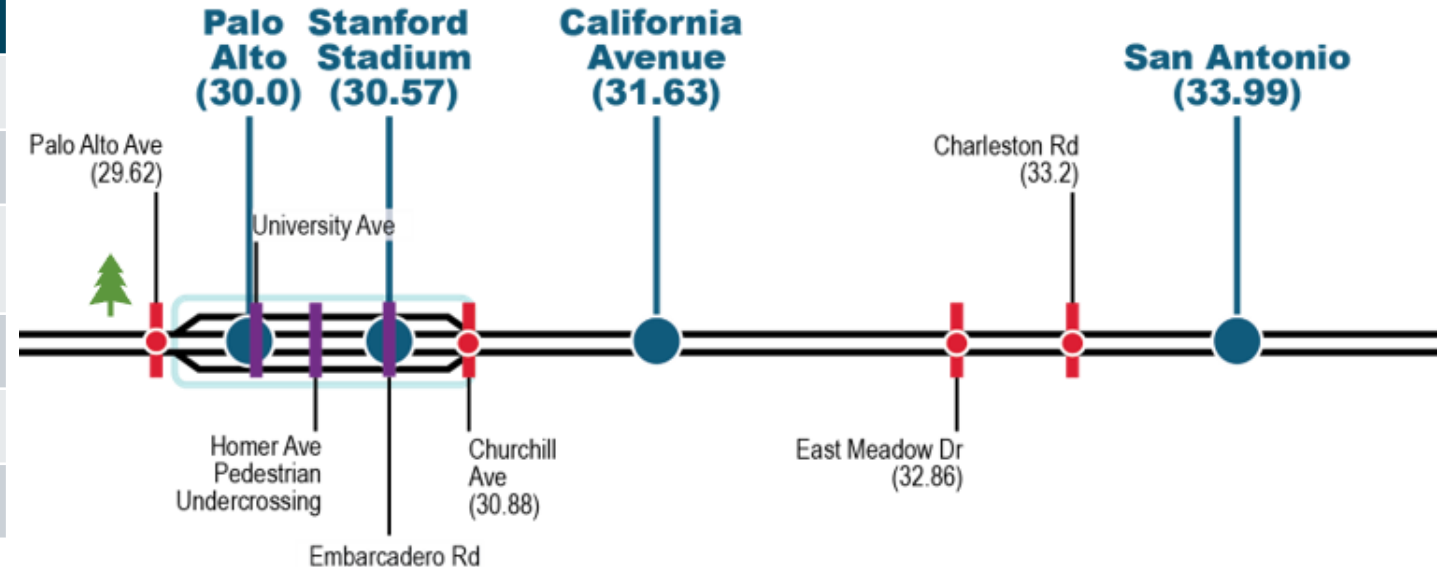 Palo
Alto
(30.0)
Stanford
Stadium
(30.57)
California
Avenue
(31.63)
San Antonio
(33.99)
Palo Alto Ave
(29.62)
University Ave
Charleston Rd
(33.2)
Homer Ave
Pedestrian
Undercrossing
Embarcadero Rd
Churchill
Ave
(30.88)
East Meadow Dr
(32.86)